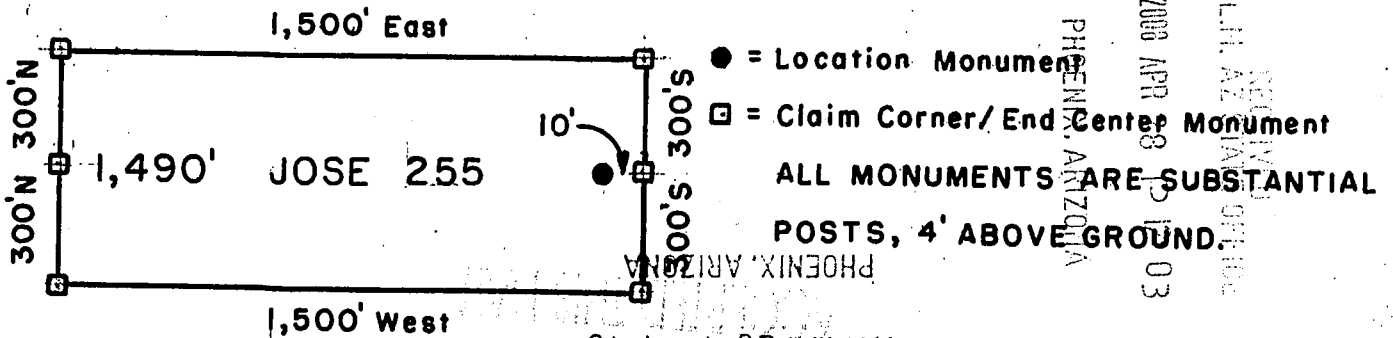 1,500' East
300'N
300'N
1,490' JOSE 255
10'
300'S
300'S
1,500' West
● = Location Monument
⊡ = Claim Corner/End Center Monument
ALL MONUMENTS ARE SUBSTANTIAL
POSTS, 4' ABOVE GROUND.
PHOENIX, ARIZONA
2008 APR
PHOENIX, ARIZONA